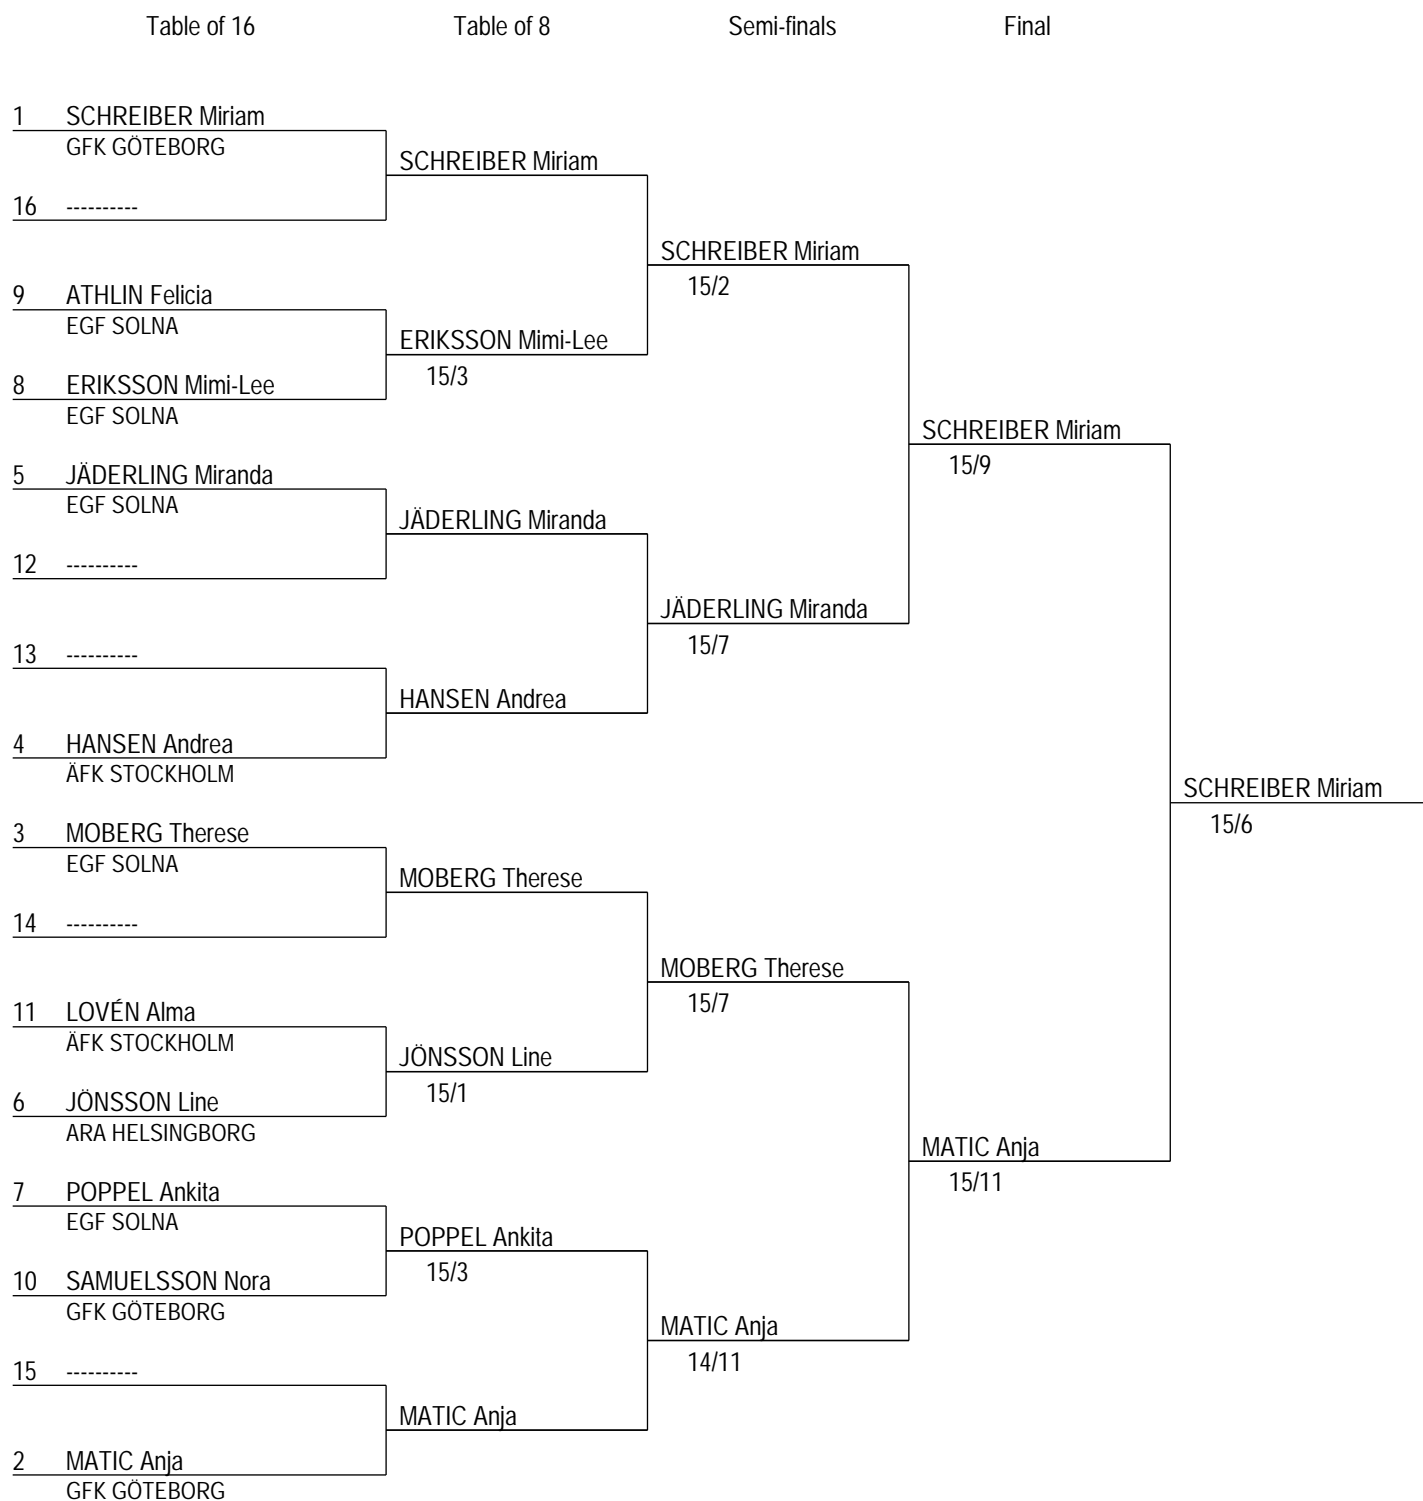 Table of 16 Table of 8 Semi-finals Final
1 SCHREIBER Miriam
GFK GÖTEBORG
SCHREIBER Miriam
16 ----------
SCHREIBER Miriam
15/2
9 ATHLIN Felicia
EGF SOLNA
ERIKSSON Mimi-Lee
15/3
8 ERIKSSON Mimi-Lee
EGF SOLNA
SCHREIBER Miriam
15/9
5 JÄDERLING Miranda
EGF SOLNA
JÄDERLING Miranda
12 ----------
JÄDERLING Miranda
15/7
13 ----------
HANSEN Andrea
4 HANSEN Andrea
ÄFK STOCKHOLM
SCHREIBER Miriam
15/6
3 MOBERG Therese
EGF SOLNA
MOBERG Therese
14 ----------
MOBERG Therese
15/7
11 LOVÉN Alma
ÄFK STOCKHOLM
JÖNSSON Line
15/1
6 JÖNSSON Line
ARA HELSINGBORG
MATIC Anja
15/11
7 POPPEL Ankita
EGF SOLNA
POPPEL Ankita
15/3
10 SAMUELSSON Nora
GFK GÖTEBORG
MATIC Anja
14/11
15 ----------
MATIC Anja
2 MATIC Anja
GFK GÖTEBORG